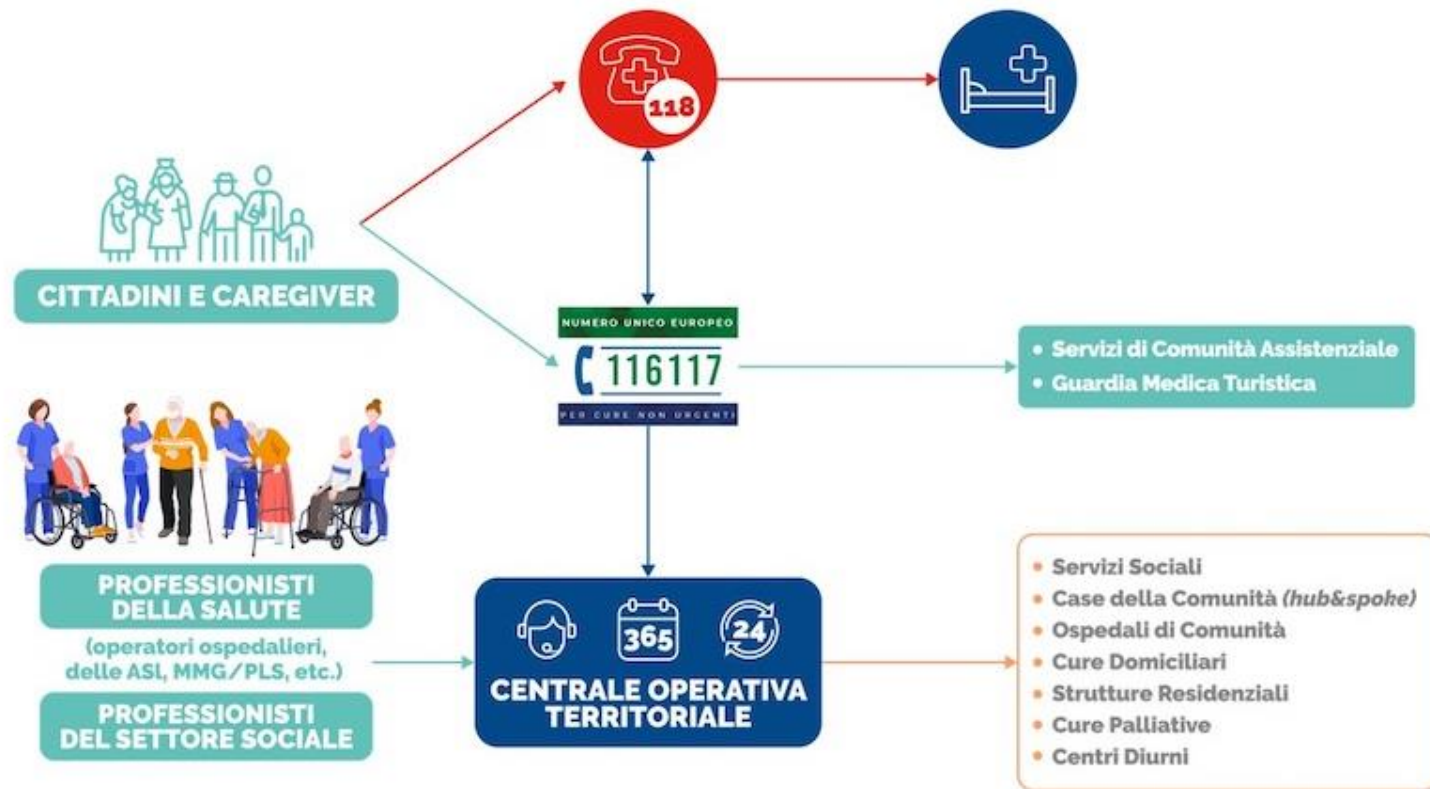 118
CITTADINI E CAREGIVER
NUMERO UNICO EUROPEO
116117
PER CURE NON URGENTI
• Servizi di Comunità Assistenziale
• Guardia Medica Turistica
PROFESSIONISTI
DELLA SALUTE
(operatori ospedalieri,
delle ASl, MMG/PLS, etc.)
PROFESSIONISTI
DEL SETTORE SOCIALE
365
24
CENTRALE OPERATIVA
TERRITORIALE
• Servizi Sociali
• Case della Comunità (hub&spoke)
• Ospedali di Comunità
• Cure Domiciliari
• Strutture Residenziali
• Cure Palliative
• Centri Diurni